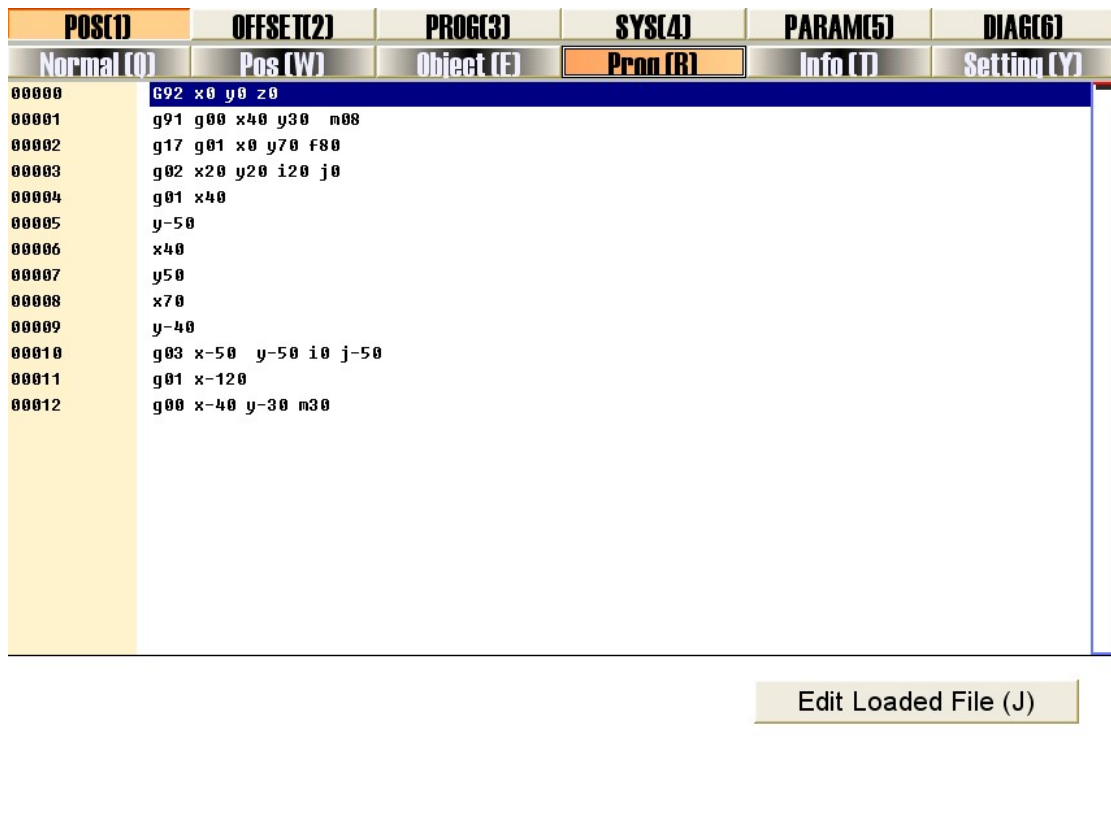 POS(1) OFFSET(2) PROG(3) SYS(4) PARAM(5) DIAG(6)
Normal (Q) Pos (W) Object (E) Prog (R) Info (T) Setting (Y)
00000 G92 x0 y0 z0
00001 g91 g00 x40 y30 m08
00002 g17 g01 x0 y70 f80
00003 g02 x20 y20 i20 j0
00004 g01 x40
00005 y-50
00006 x40
00007 y50
00008 x70
00009 y-40
00010 g03 x-50 y-50 i0 j-50
00011 g01 x-120
00012 g00 x-40 y-30 m30
Edit Loaded File (J)